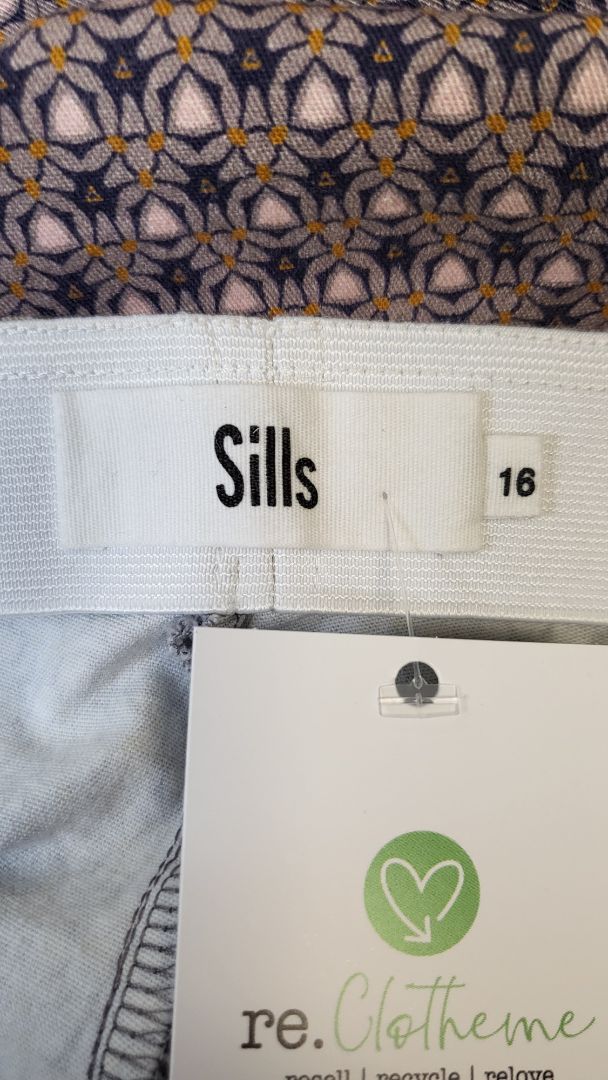 Sills
16
re.Clotheme
resell | recycle | relove